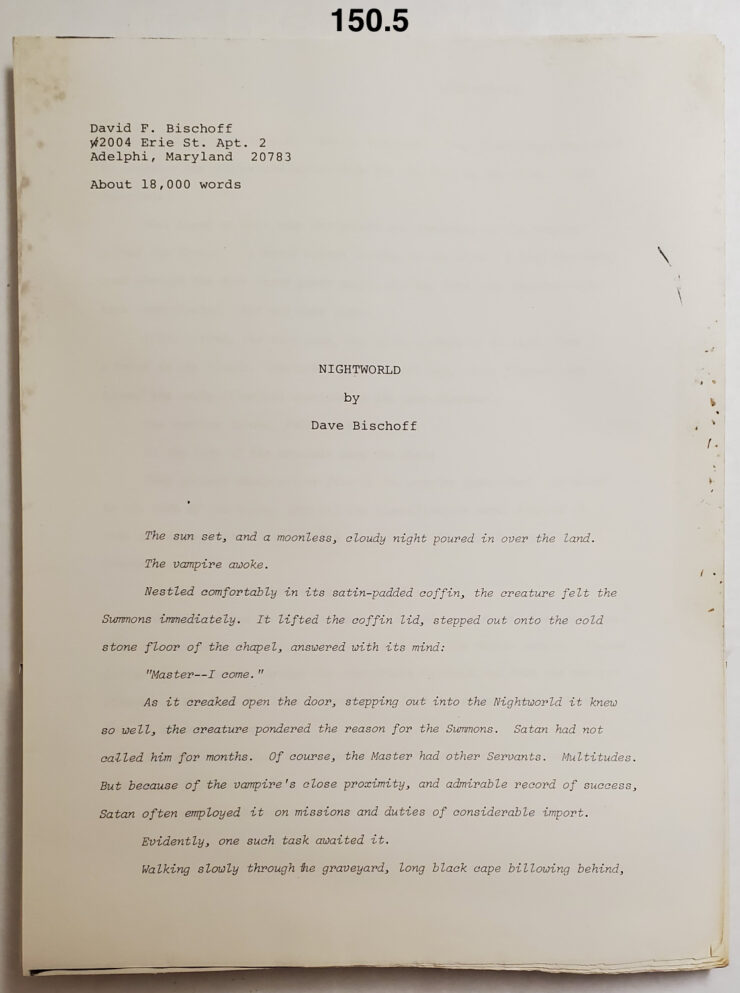 150.5
David F. Bischoff
#2004 Erie St. Apt. 2
Adelphi, Maryland 20783
About 18,000 words
NIGHTWORLD
by
Dave Bischoff
The sun set, and a moonless, cloudy night poured in over the land.
The vampire awoke.
Nestled comfortably in its satin-padded coffin, the creature felt the
Summons immediately. It lifted the coffin lid, stepped out onto the cold
stone floor of the chapel, answered with its mind:
"Master--I come."
As it creaked open the door, stepping out into the Nightworld it knew
so well, the creature pondered the reason for the Summons. Satan had not
called him for months. Of course, the Master had other Servants. Multitudes.
But because of the vampire's close proximity, and admirable record of success,
Satan often employed it on missions and duties of considerable import.
Evidently, one such task awaited it.
Walking slowly through the graveyard, long black cape billowing behind,